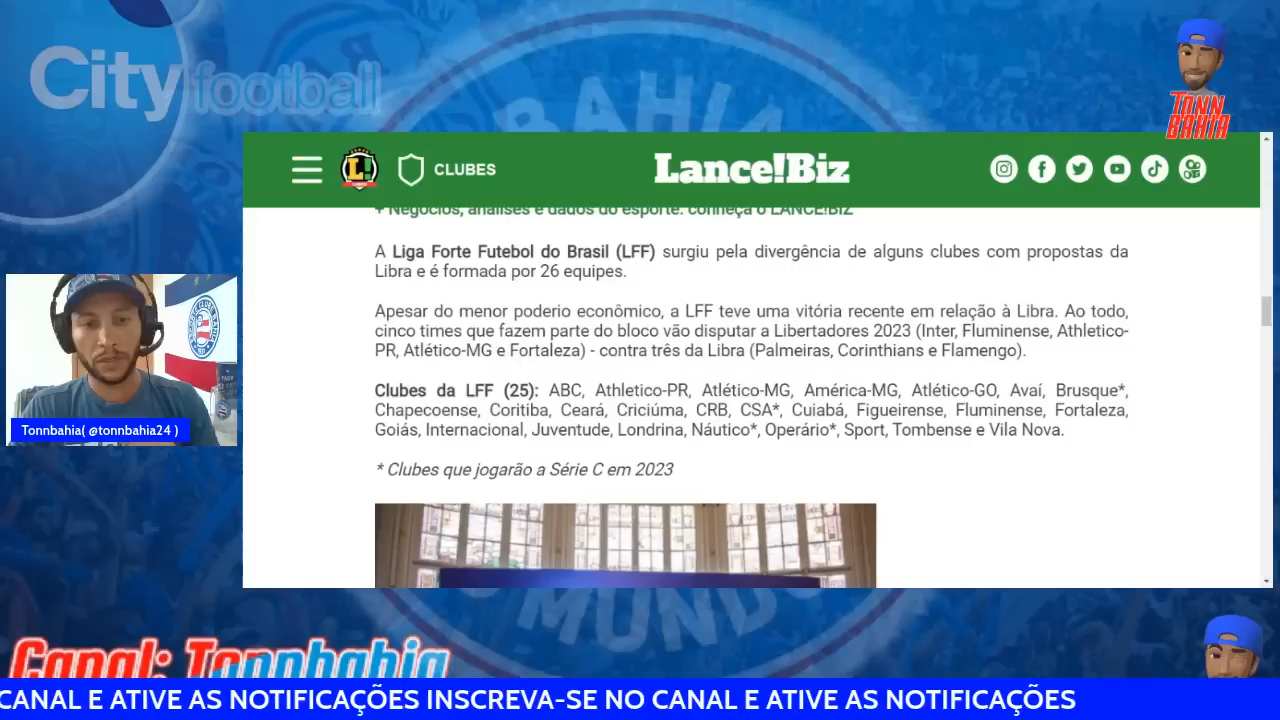 City football
BAHIA
TONN
BAHIA
CLUBES
Lance!Biz
+ Negócios, análises e dados do esporte: conheça o LANCE!BIZ
A Liga Forte Futebol do Brasil (LFF) surgiu pela divergência de alguns clubes com propostas da
Libra e é formada por 26 equipes.
Apesar do menor poderio econômico, a LFF teve uma vitória recente em relação à Libra. Ao todo,
cinco times que fazem parte do bloco vão disputar a Libertadores 2023 (Inter, Fluminense, Athletico-
PR, Atlético-MG e Fortaleza) - contra três da Libra (Palmeiras, Corinthians e Flamengo).
Clubes da LFF (25): ABC, Athletico-PR, Atlético-MG, América-MG, Atlético-GO, Avaí, Brusque*,
Chapecoense, Coritiba, Ceará, Criciúma, CRB, CSA*, Cuiabá, Figueirense, Fluminense, Fortaleza,
Goiás, Internacional, Juventude, Londrina, Náutico*, Operário*, Sport, Tombense e Vila Nova.
* Clubes que jogarão a Série C em 2023
Tonnbahia( @tonnbahia24 )
MUNDO
Canal: Tonnbahia
CANAL E ATIVE AS NOTIFICAÇÕES INSCREVA-SE NO CANAL E ATIVE AS NOTIFICAÇÕES